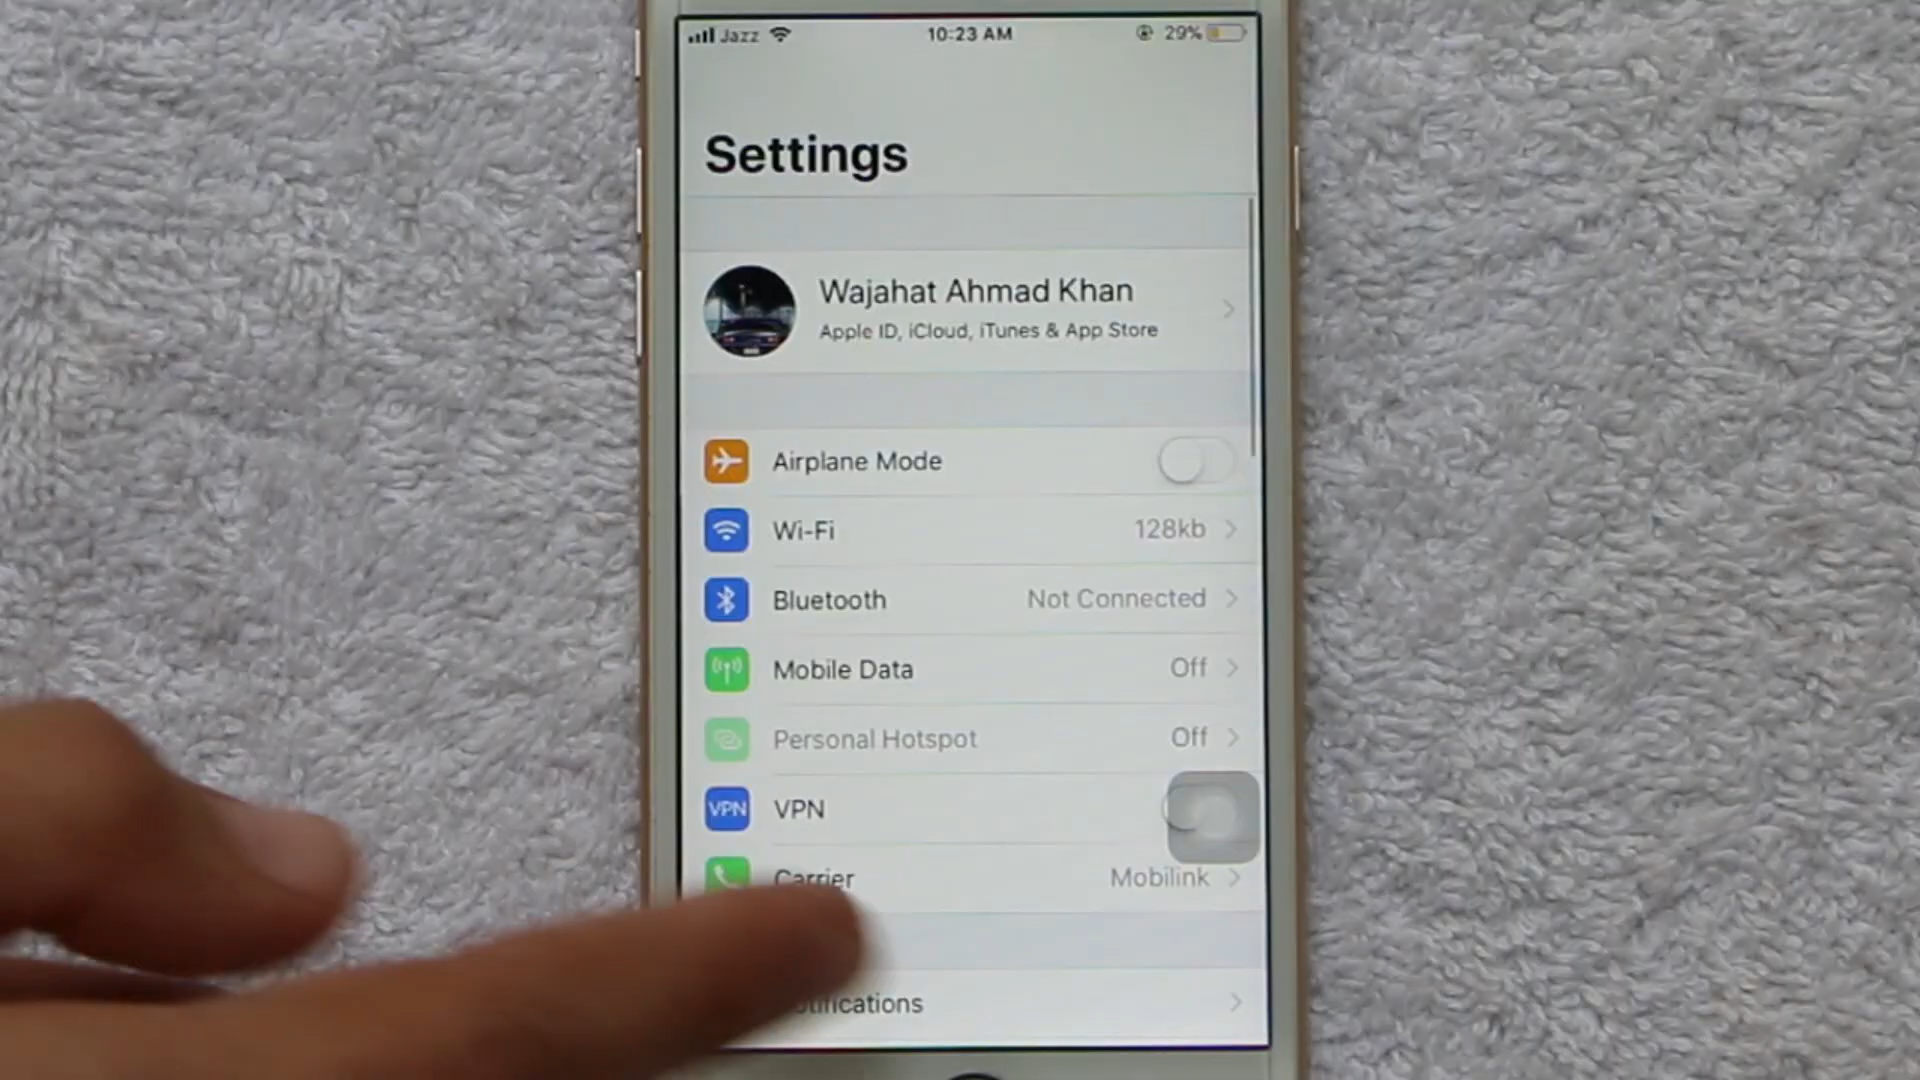 Jazz 10:23 AM 29%
Settings
Wajahat Ahmad Khan
Apple ID, iCloud, iTunes & App Store
Airplane Mode
Wi-Fi 128kb
Bluetooth Not Connected
Mobile Data Off
Personal Hotspot Off
VPN VPN
Carrier Mobilink